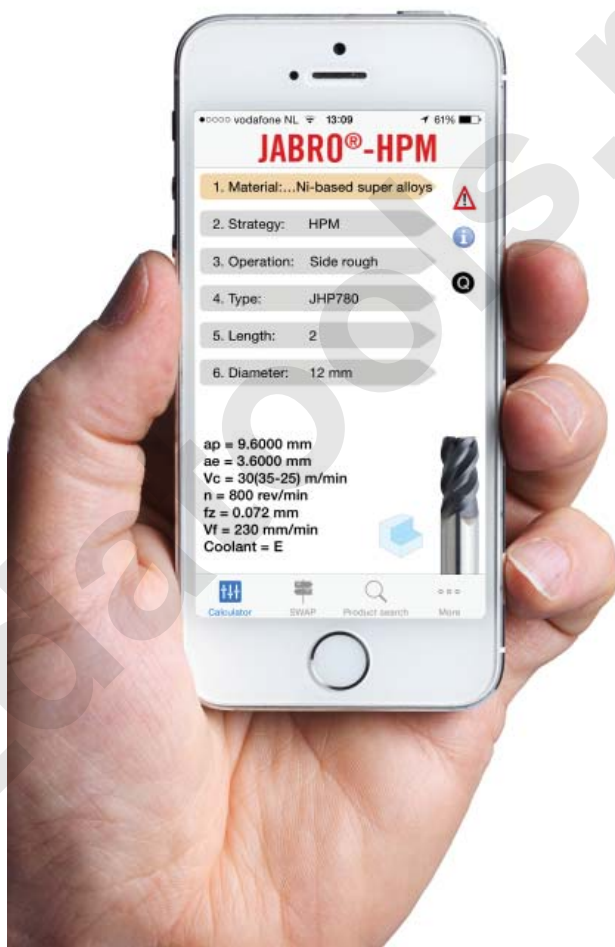 vodafone NL 13:09 61%
JABRO®-HPM
1. Material:...Ni-based super alloys
2. Strategy: HPM
3. Operation: Side rough
4. Type: JHP780
5. Length: 2
6. Diameter: 12 mm
ap = 9.6000 mm
ae = 3.6000 mm
Vc = 30(35-25) m/min
n = 800 rev/min
fz = 0.072 mm
Vf = 230 mm/min
Coolant = E
Calculator SWAP Product search More
i
Q